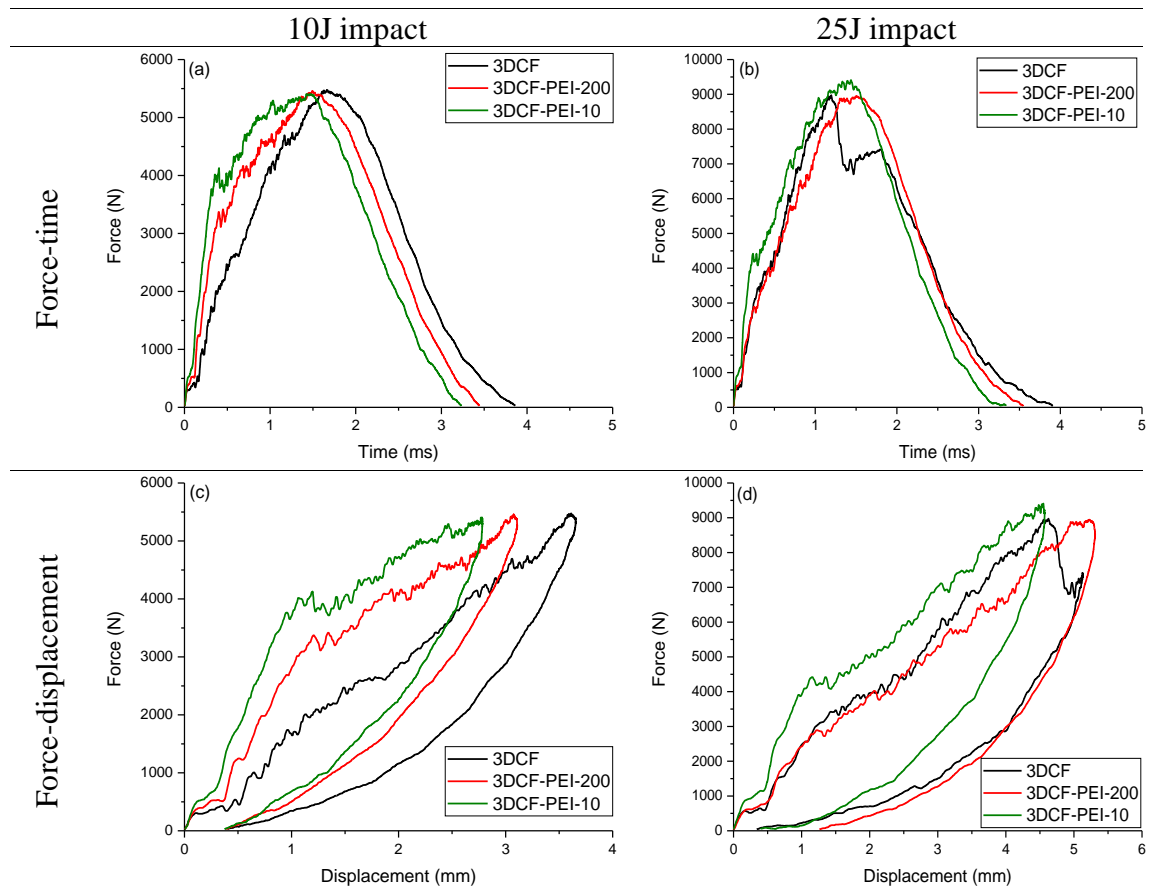 10J impact
25J impact
Force-time
(a)
3DCF
3DCF-PEI-200
3DCF-PEI-10
6000
5000
4000
3000
2000
1000
0
Force (N)
0 1 2 3 4 5
Time (ms)
(b)
3DCF
3DCF-PEI-200
3DCF-PEI-10
10000
9000
8000
7000
6000
5000
4000
3000
2000
1000
0
Force (N)
0 1 2 3 4 5
Time (ms)
Force-displacement
(c)
6000
5000
4000
3000
2000
1000
0
Force (N)
3DCF
3DCF-PEI-200
3DCF-PEI-10
0 1 2 3 4
Displacement (mm)
(d)
10000
9000
8000
7000
6000
5000
4000
3000
2000
1000
0
Force (N)
3DCF
3DCF-PEI-200
3DCF-PEI-10
0 1 2 3 4 5 6
Displacement (mm)